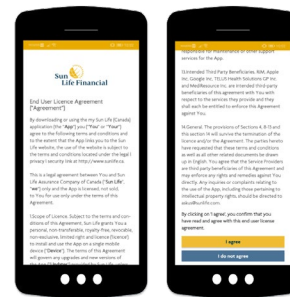 Sun
Life Financial
End User Licence Agreement
["Agreement"]
By downloading or using the my Sun Life (Canada)
application (the "App") you ["You" or "Your"]
agree to the following terms and conditions and
to the extent that the App links you to the Sun
Life website, the use of the website is subject to
the terms and conditions located under the legal l
privacy \ security link at http://www.sunlife.ca.
This is a legal agreement between You and Sun
Life Assurance Company of Canada ("Sun Life",
"we") only and the App is licensed, not sold,
to You for use only under the terms of this
Agreement.
1)Scope of Licence. Subject to the terms and con-
ditions of this Agreement, Sun Life grants You a
personal, non-transferable, royalty free, revocable,
non-exclusive, limited right and licence (licence)
to install and use the App on a single mobile
device ("Device"). The terms of this Agreement
will govern any upgrades and new versions of
responsible for maintenance or other support
services for the App.
Intended Third Party Beneficiaries. RIM, Apple
Inc, Google Inc. TELUS Health Solutions GP Inc.
and MedResource Inc. are intended third party
beneficiaries of this agreement with You with
respect to the services they provide and they
shall each be entitled to enforce this Agreement
against You.
General. The provisions of Sections 4, 8-13 and
this section 14 will survive the termination of the
licence and/or the Agreement. The parties hereto
have requested that these terms and conditions
as well as all other related documents be drawn
up in English. You agree that the Service Providers
are third party beneficiaries of this Agreement and
may enforce any rights and remedies against You
directly. Any inquiries or complaints relating to
the use of the App, including those pertaining to
intellectual property rights, should be directed to
By clicking on 'I agree', you confirm that you
have read and agree with this end user license
agreement.
I agree
I do not agree